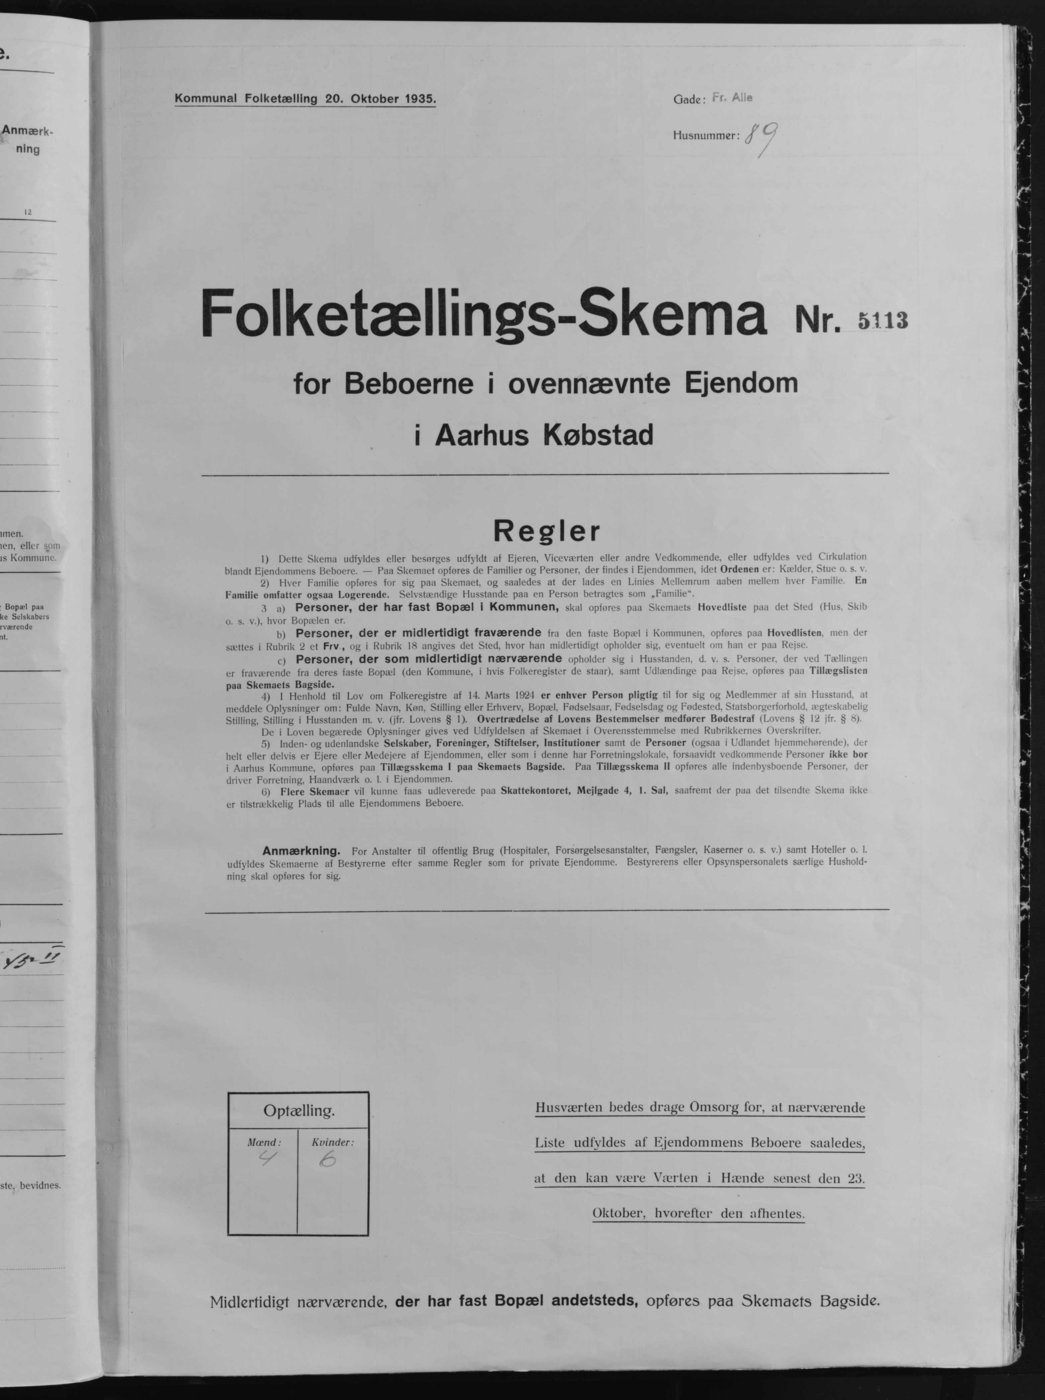 e.
Anmærk-
ning
12
mmen.
nen, eller som
us Kommune.
Bopæl paa
ke Selskabers
rværende
nt.
ste, bevidnes.
Kommunal Folketælling 20. Oktober 1935.
Gade: Fr. Alle
Husnummer: 89
Folketællings-Skema Nr. 5113
for Beboerne i ovennævnte Ejendom
i Aarhus Købstad
Regler
1) Dette Skema udfyldes eller besørges udfyldt af Ejeren, Viceværten eller andre Vedkommende, eller udfyldes ved Cirkulation
blandt Ejendommens Beboere. — Paa Skemaet opføres de Familier og Personer, der findes i Ejendommen, idet Ordenen er: Kælder, Stue o. s. v.
2) Hver Familie opføres for sig paa Skemaet, og saaledes at der lades en Linies Mellemrum aaben mellem hver Familie. En
Familie omfatter ogsaa Logerende. Selvstændige Husstande paa en Person betragtes som „Familie“.
3 a) Personer, der har fast Bopæl i Kommunen, skal opføres paa Skemaets Hovedliste paa det Sted (Hus, Skib
o. s. v.), hvor Bopælen er.
b) Personer, der er midlertidigt fraværende fra den faste Bopæl i Kommunen, opføres paa Hovedlisten, men der
sættes i Rubrik 2 et Frv., og i Rubrik 18 angives det Sted, hvor han midlertidigt opholder sig, eventuelt om han er paa Rejse.
c) Personer, der som midlertidigt nærværende opholder sig i Husstanden, d. v. s. Personer, der ved Tællingen
er fraværende fra deres faste Bopæl (den Kommune, i hvis Folkeregister de staar), samt Udlændinge paa Rejse, opføres paa Tillægslisten
paa Skemaets Bagside.
4) I Henhold til Lov om Folkeregistre af 14. Marts 1924 er enhver Person pligtig til for sig og Medlemmer af sin Husstand, at
meddele Oplysninger om: Fulde Navn, Køn, Stilling eller Erhverv, Bopæl, Fødselsaar, Fødselsdag og Fødested, Statsborgerforhold, ægteskabelig
Stilling, Stilling i Husstanden m. v. (jfr. Lovens § 1). Overtrædelse af Lovens Bestemmelser medfører Bødestraf (Lovens § 12 jfr. § 8).
De i Loven begærede Oplysninger gives ved Udfyldelsen af Skemaet i Overensstemmelse med Rubrikkernes Overskrifter.
5) Inden- og udenlandske Selskaber, Foreninger, Stiftelser, Institutioner samt de Personer (ogsaa i Udlandet hjemmehørende), der
helt eller delvis er Ejere eller Medejere af Ejendommen, eller som i denne har Forretningslokale, forsaavidt vedkommende Personer ikke bor
i Aarhus Kommune, opføres paa Tillægsskema I paa Skemaets Bagside. Paa Tillægsskema II opføres alle indenbysboende Personer, der
driver Forretning, Haandværk o. l. i Ejendommen.
6) Flere Skemaer vil kunne faas udleverede paa Skattekontoret, Mejlgade 4, 1. Sal, saafremt der paa det tilsendte Skema ikke
er tilstrækkelig Plads til alle Ejendommens Beboere.
Anmærkning. For Anstalter til offentlig Brug (Hospitaler, Forsørgelsesanstalter, Fængsler, Kaserner o. s. v.) samt Hoteller o. l.
udfyldes Skemaerne af Bestyrerne efter samme Regler som for private Ejendomme. Bestyrerens eller Opsynspersonalets særlige Hushold-
ning skal opføres for sig.
Optælling.
Mænd: Kvinder:
4 6
Husværten bedes drage Omsorg for, at nærværende
Liste udfyldes af Ejendommens Beboere saaledes,
at den kan være Værten i Hænde senest den 23.
Oktober, hvorefter den afhentes.
Midlertidigt nærværende, der har fast Bopæl andetsteds, opføres paa Skemaets Bagside.